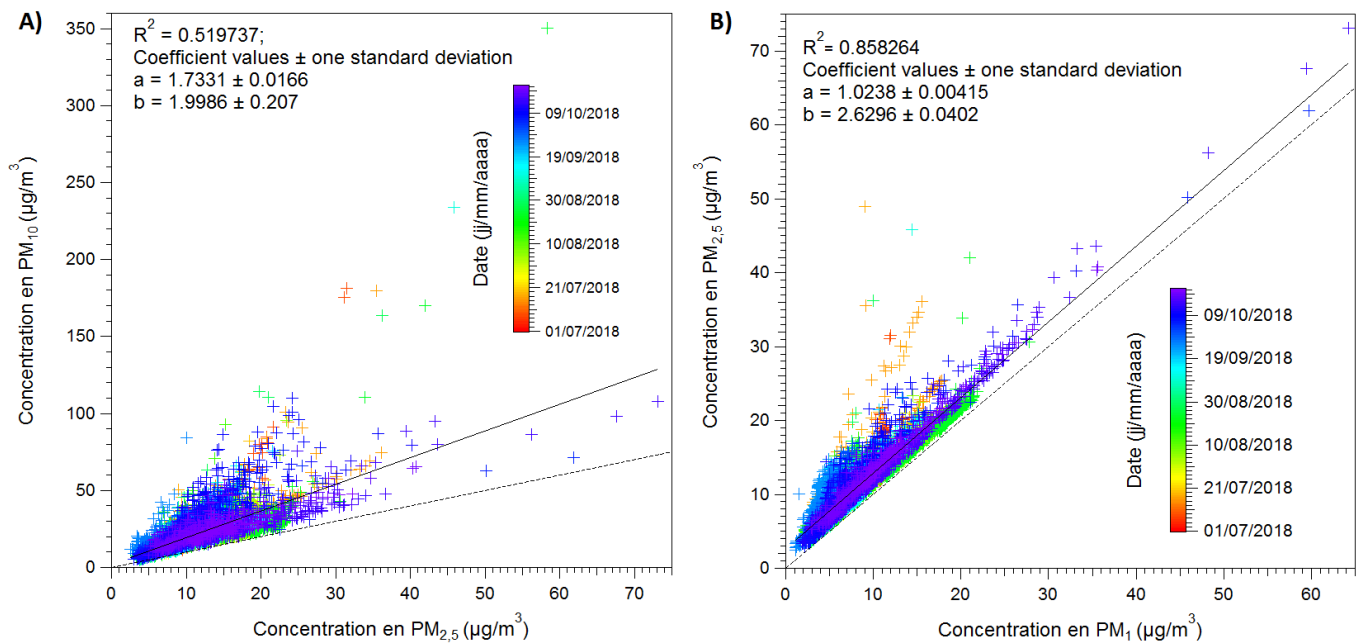 A)
R² = 0.519737;
Coefficient values ± one standard deviation
a = 1.7331 ± 0.0166
b = 1.9986 ± 0.207
Concentration en PM₁₀ (µg/m³)
350
300
250
200
150
100
50
0
Date (jj/mm/aaaa)
09/10/2018
19/09/2018
30/08/2018
10/08/2018
21/07/2018
01/07/2018
0
10
20
30
40
50
60
70
Concentration en PM₂,₅ (µg/m³)
B)
R² = 0.858264
Coefficient values ± one standard deviation
a = 1.0238 ± 0.00415
b = 2.6296 ± 0.0402
Concentration en PM₂,₅ (µg/m³)
70
60
50
40
30
20
10
0
Date (jj/mm/aaaa)
09/10/2018
19/09/2018
30/08/2018
10/08/2018
21/07/2018
01/07/2018
0
10
20
30
40
50
60
Concentration en PM₁ (µg/m³)